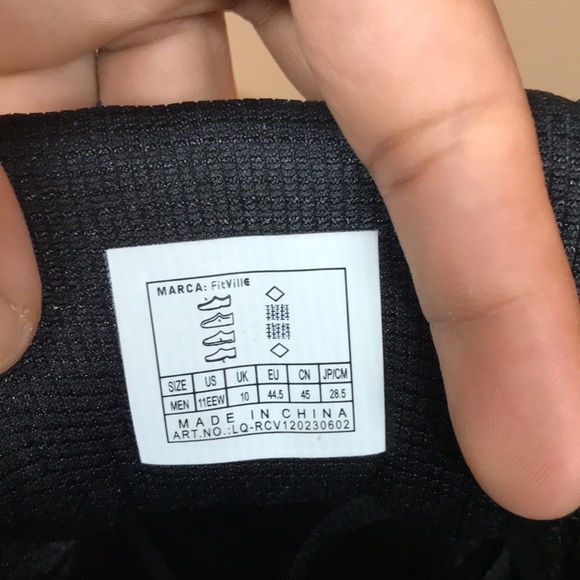 MARCA: FitVille
SIZE US UK EU CN JP/CM
MEN 11EEW 10 44.5 45 28.5
MADE IN CHINA
ART.NO.:LQ-RCV120230602